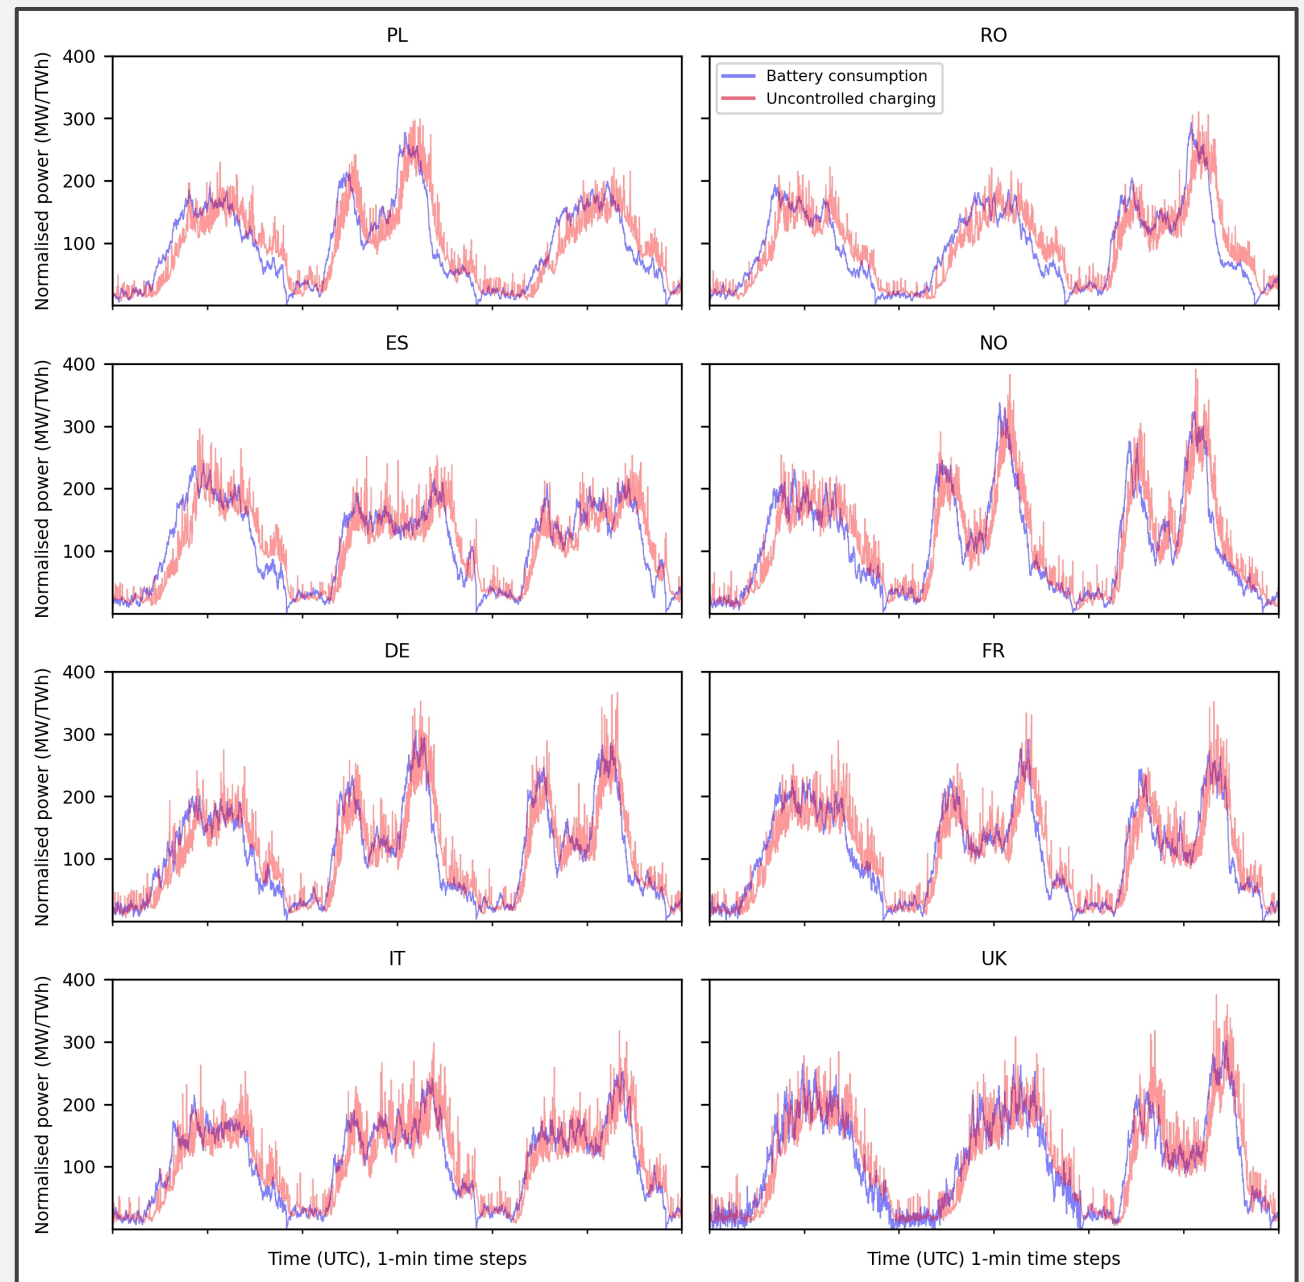 PL
RO
400
300
200
100
Normalised power (MW/TWh)
Battery consumption
Uncontrolled charging
ES
NO
400
300
200
100
Normalised power (MW/TWh)
DE
FR
400
300
200
100
Normalised power (MW/TWh)
IT
UK
400
300
200
100
Normalised power (MW/TWh)
Time (UTC), 1-min time steps
Time (UTC) 1-min time steps